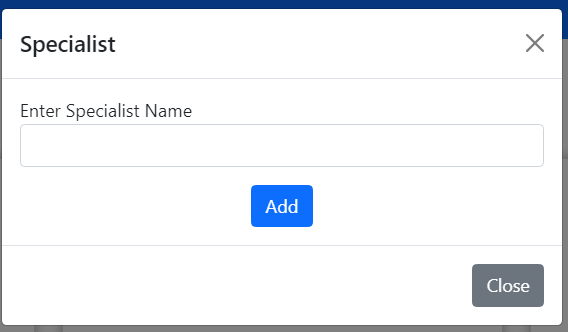 Specialist
Enter Specialist Name
Add
Close